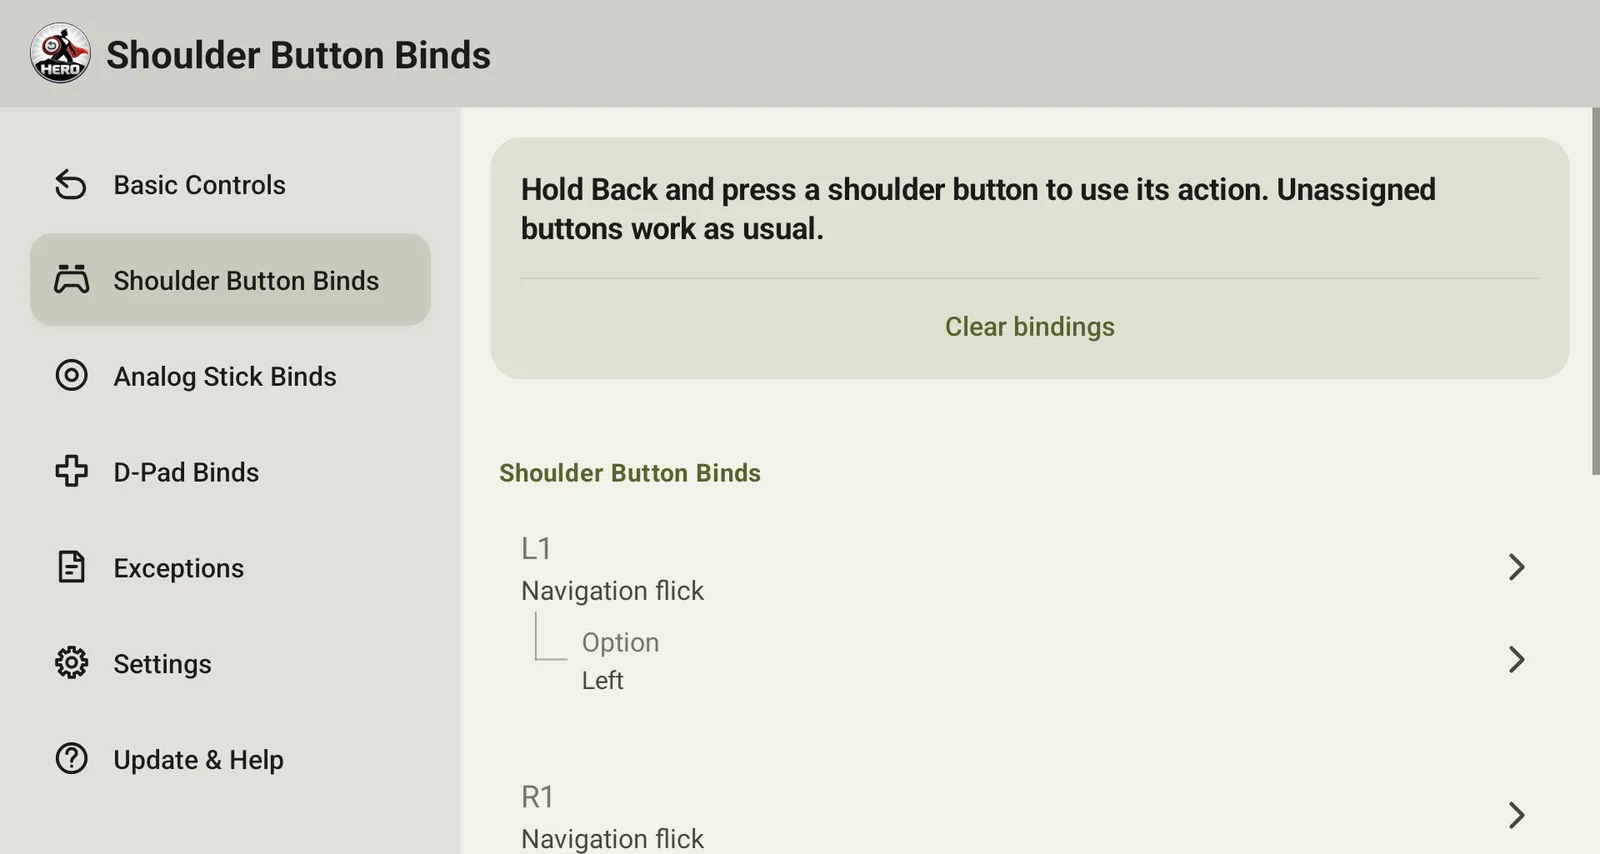 HERO
Shoulder Button Binds
Basic Controls
Shoulder Button Binds
Analog Stick Binds
D-Pad Binds
Exceptions
Settings
Update & Help
Hold Back and press a shoulder button to use its action. Unassigned
buttons work as usual.
Clear bindings
Shoulder Button Binds
L1
Navigation flick
Option
Left
R1
Navigation flick